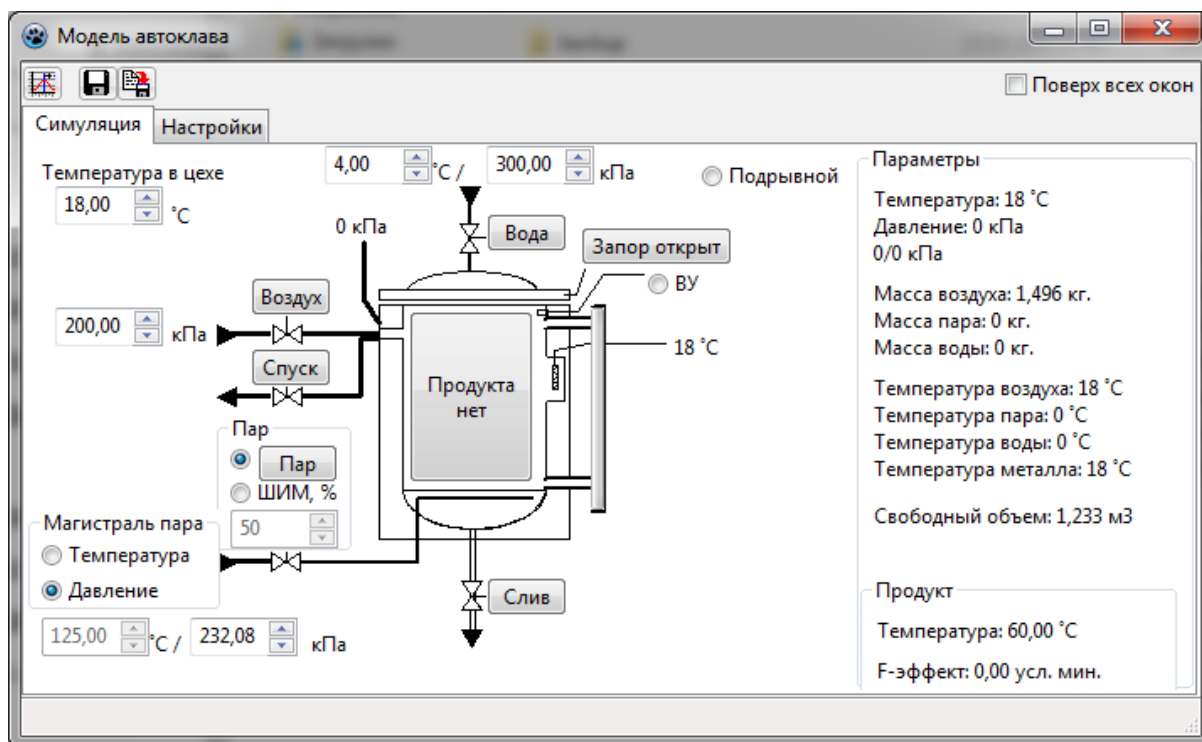 Модель автоклава
Поверх всех окон
Симуляция
Настройки
Температура в цехе
18,00 ˚C
4,00 ˚C / 300,00 кПа
Подрывной
0 кПа
Вода
Запор открыт
ВУ
Воздух
200,00 кПа
18 ˚C
Спуск
Продукта
нет
Пар
Пар
ШИМ, %
50
Магистраль пара
Температура
Давление
Слив
125,00 ˚C / 232,08 кПа
Параметры
Температура: 18 ˚C
Давление: 0 кПа
0/0 кПа
Масса воздуха: 1,496 кг.
Масса пара: 0 кг.
Масса воды: 0 кг.
Температура воздуха: 18 ˚C
Температура пара: 0 ˚C
Температура воды: 0 ˚C
Температура металла: 18 ˚C
Свободный объем: 1,233 м3
Продукт
Температура: 60,00 ˚C
F-эффект: 0,00 усл. мин.